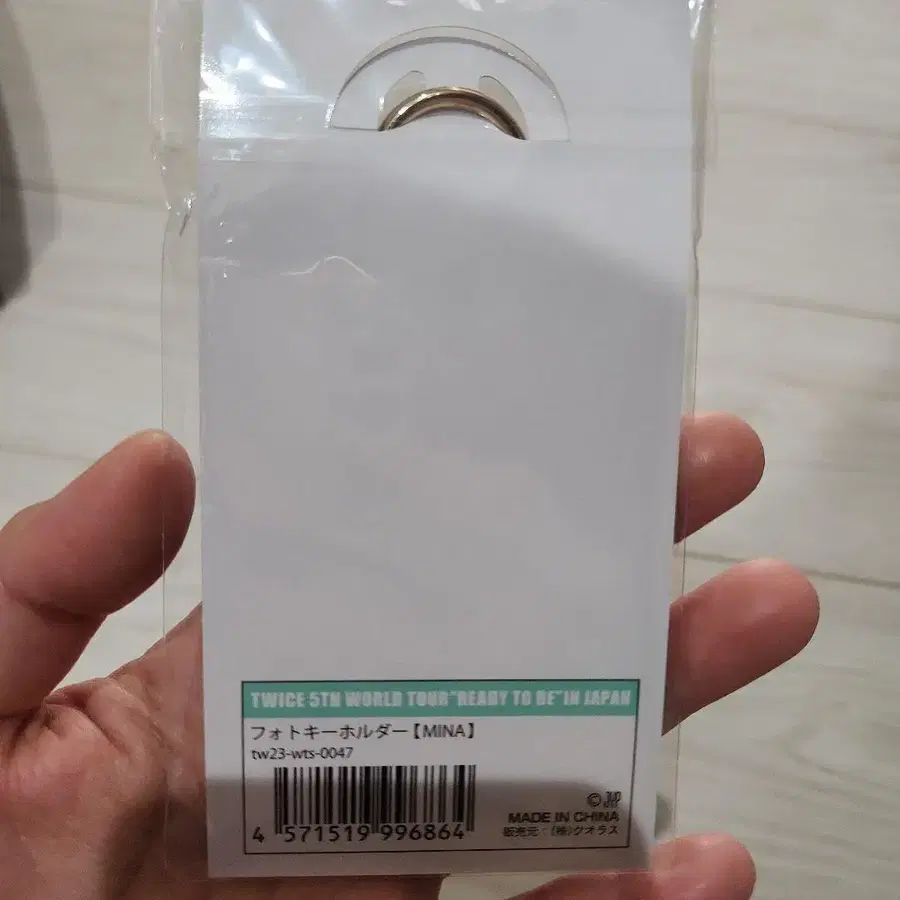 TWICE 5TH WORLD TOUR"READY TO BE"IN JAPAN
フォトキーホルダー【MINA】
tw23-wts-0047
4 571519 996864
©JYP
MADE IN CHINA
販売元：(株)クオラス